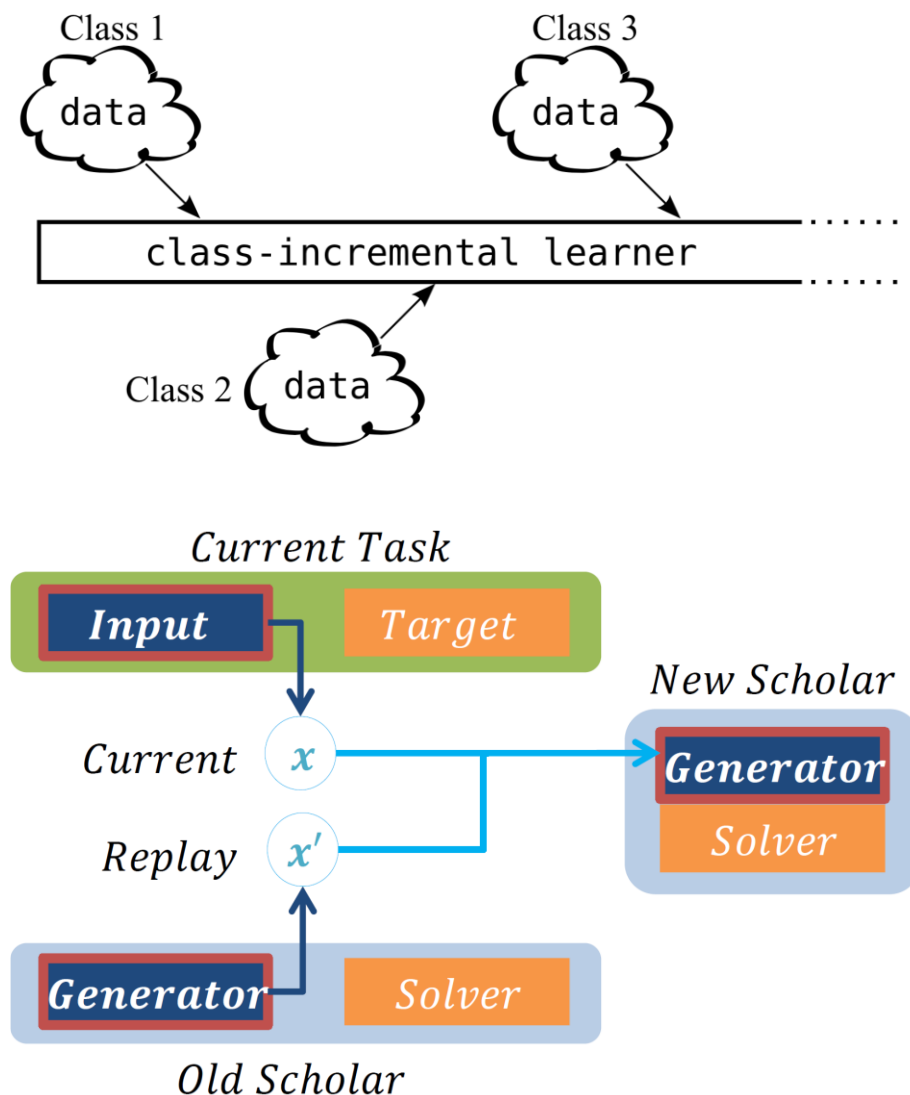 Class 1
Class 3
data
data
class-incremental learner
Class 2
data
Current Task
Input
Target
New Scholar
Current
x
Generator
Replay
x′
Solver
Generator
Solver
Old Scholar